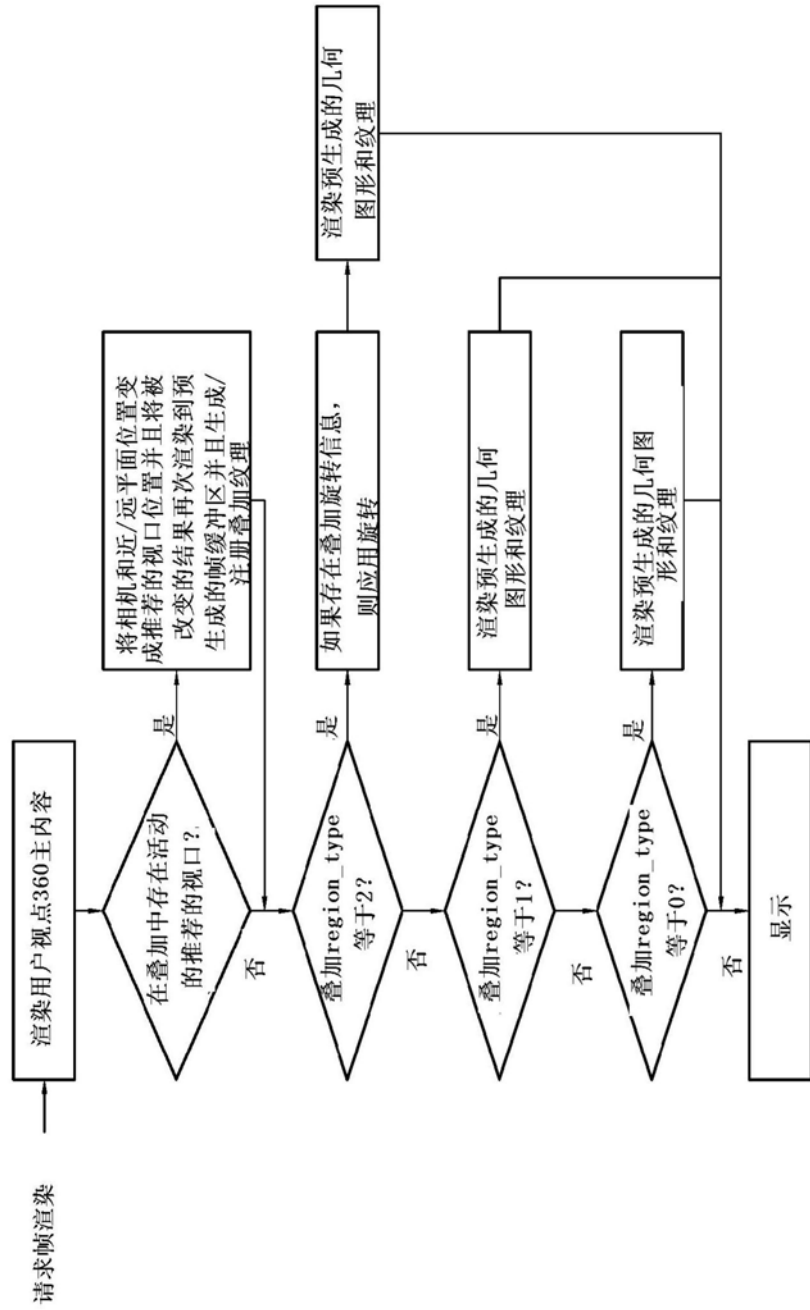 请求帧渲染
渲染用户视点360主内容
在叠加中存在活动
的推荐的视口?
是
否
将相机和近/远平面位置变
成推荐的视口位置并且将被
改变的结果再次渲染到预
生成的帧缓冲区并且生成/
注册叠加纹理
叠加region_type
等于2?
是
否
如果存在叠加旋转信息,
则应用旋转
渲染预生成的几何
图形和纹理
叠加region_type
等于1?
是
否
渲染预生成的几何
图形和纹理
叠加region_type
等于0?
是
否
渲染预生成的几何图
形和纹理
显示